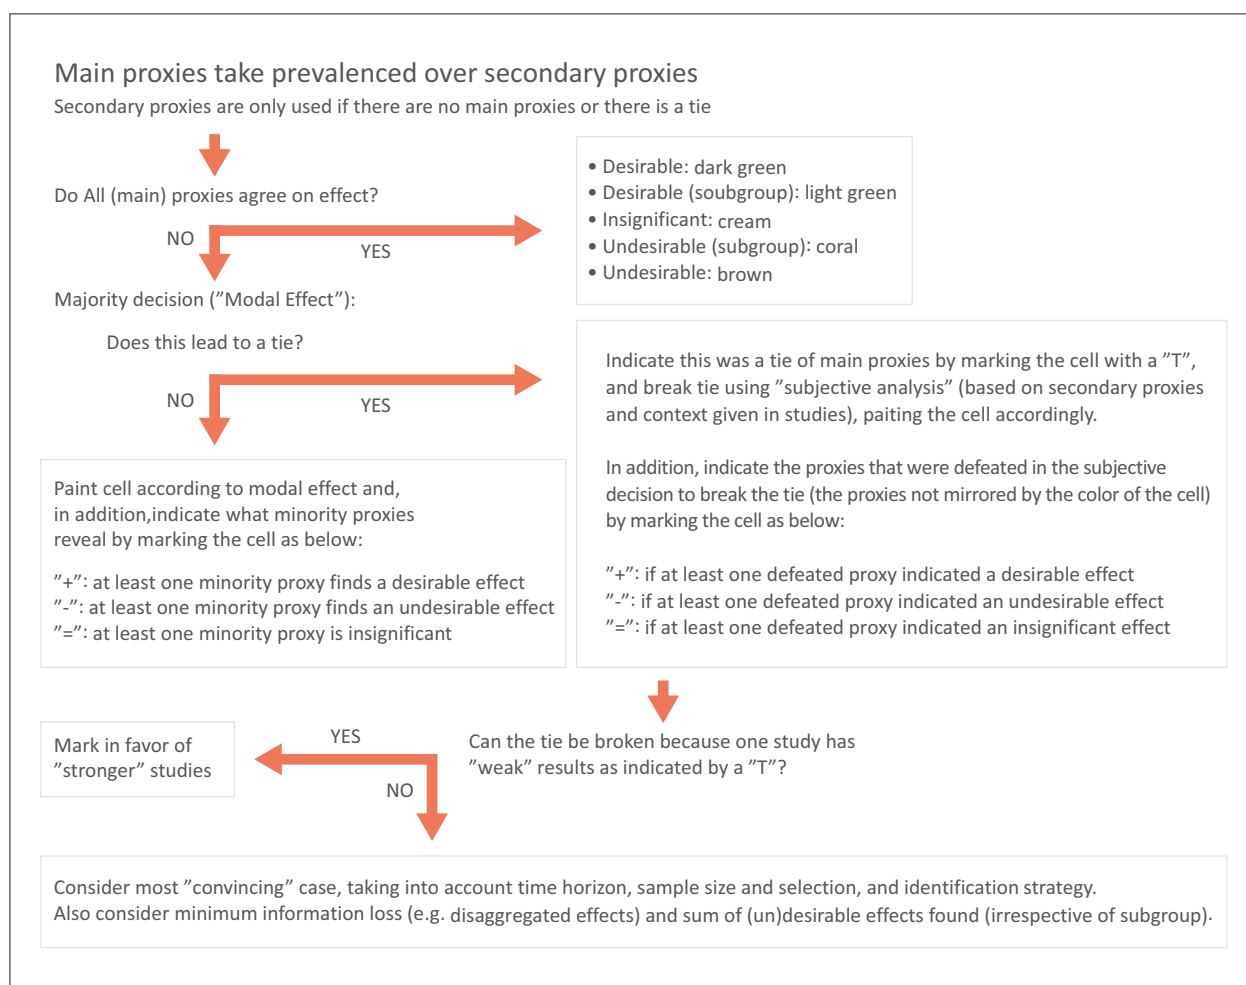 Main proxies take prevalenced over secondary proxies
Secondary proxies are only used if there are no main proxies or there is a tie
Do All (main) proxies agree on effect?
NO
YES
• Desirable: dark green
• Desirable (soubgroup): light green
• Insignificant: cream
• Undesirable (subgroup): coral
• Undesirable: brown
Majority decision (”Modal Effect”):
Does this lead to a tie?
NO
YES
Indicate this was a tie of main proxies by marking the cell with a ”T”,
and break tie using ”subjective analysis” (based on secondary proxies
and context given in studies), paiting the cell accordingly.
In addition, indicate the proxies that were defeated in the subjective
decision to break the tie (the proxies not mirrored by the color of the cell)
by marking the cell as below:
”+”: if at least one defeated proxy indicated a desirable effect
”-”: if at least one defeated proxy indicated an undesirable effect
”=”: if at least one defeated proxy indicated an insignificant effect
Paint cell according to modal effect and,
in addition,indicate what minority proxies
reveal by marking the cell as below:
”+”: at least one minority proxy finds a desirable effect
”-”: at least one minority proxy finds an undesirable effect
”=”: at least one minority proxy is insignificant
Can the tie be broken because one study has
”weak” results as indicated by a ”T”?
YES
NO
Mark in favor of
”stronger” studies
Consider most ”convincing” case, taking into account time horizon, sample size and selection, and identification strategy.
Also consider minimum information loss (e.g. disaggregated effects) and sum of (un)desirable effects found (irrespective of subgroup).